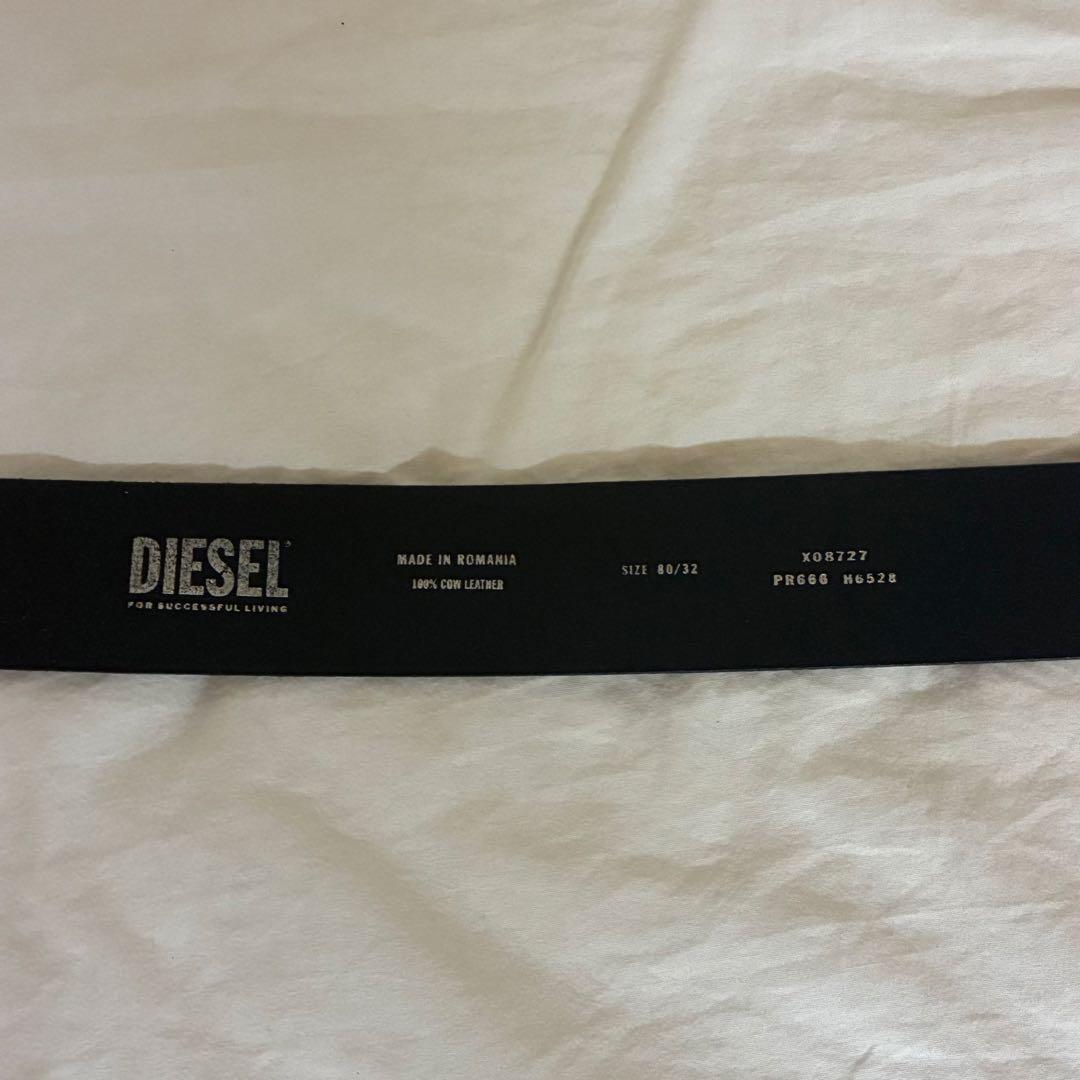 DIESEL
FOR SUCCESSFUL LIVING
MADE IN ROMANIA
100% COW LEATHER
SIZE 80/32
X08727
PR666 H6528